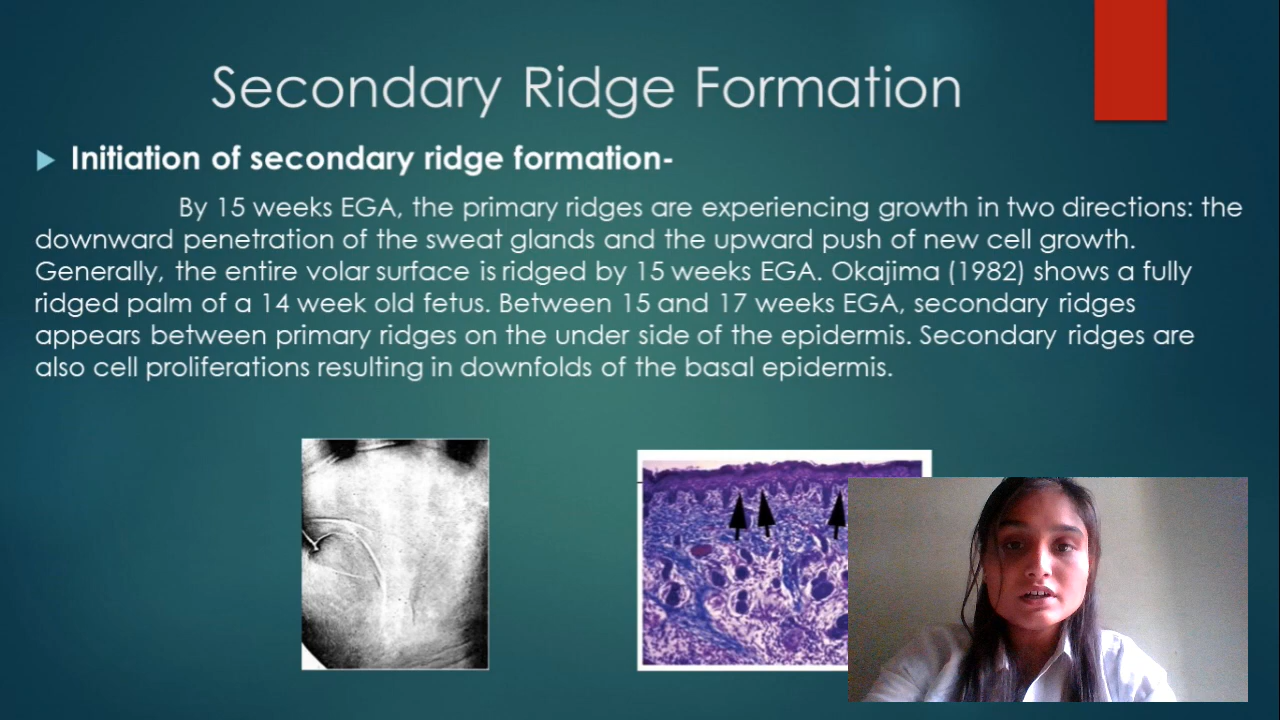 Secondary Ridge Formation
Initiation of secondary ridge formation-
By 15 weeks EGA, the primary ridges are experiencing growth in two directions: the
downward penetration of the sweat glands and the upward push of new cell growth.
Generally, the entire volar surface is ridged by 15 weeks EGA. Okajima (1982) shows a fully
ridged palm of a 14 week old fetus. Between 15 and 17 weeks EGA, secondary ridges
appears between primary ridges on the under side of the epidermis. Secondary ridges are
also cell proliferations resulting in downfolds of the basal epidermis.